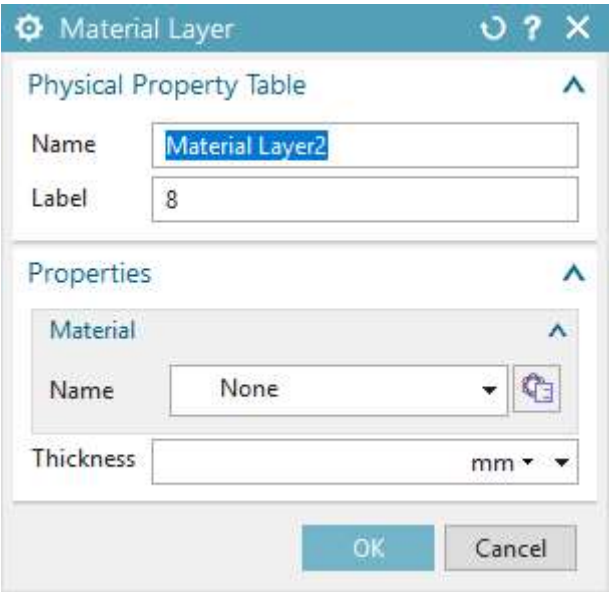 Material Layer ?
Physical Property Table
Name Material Layer2
Label 8
Properties
Material
Name None
Thickness mm
OK Cancel